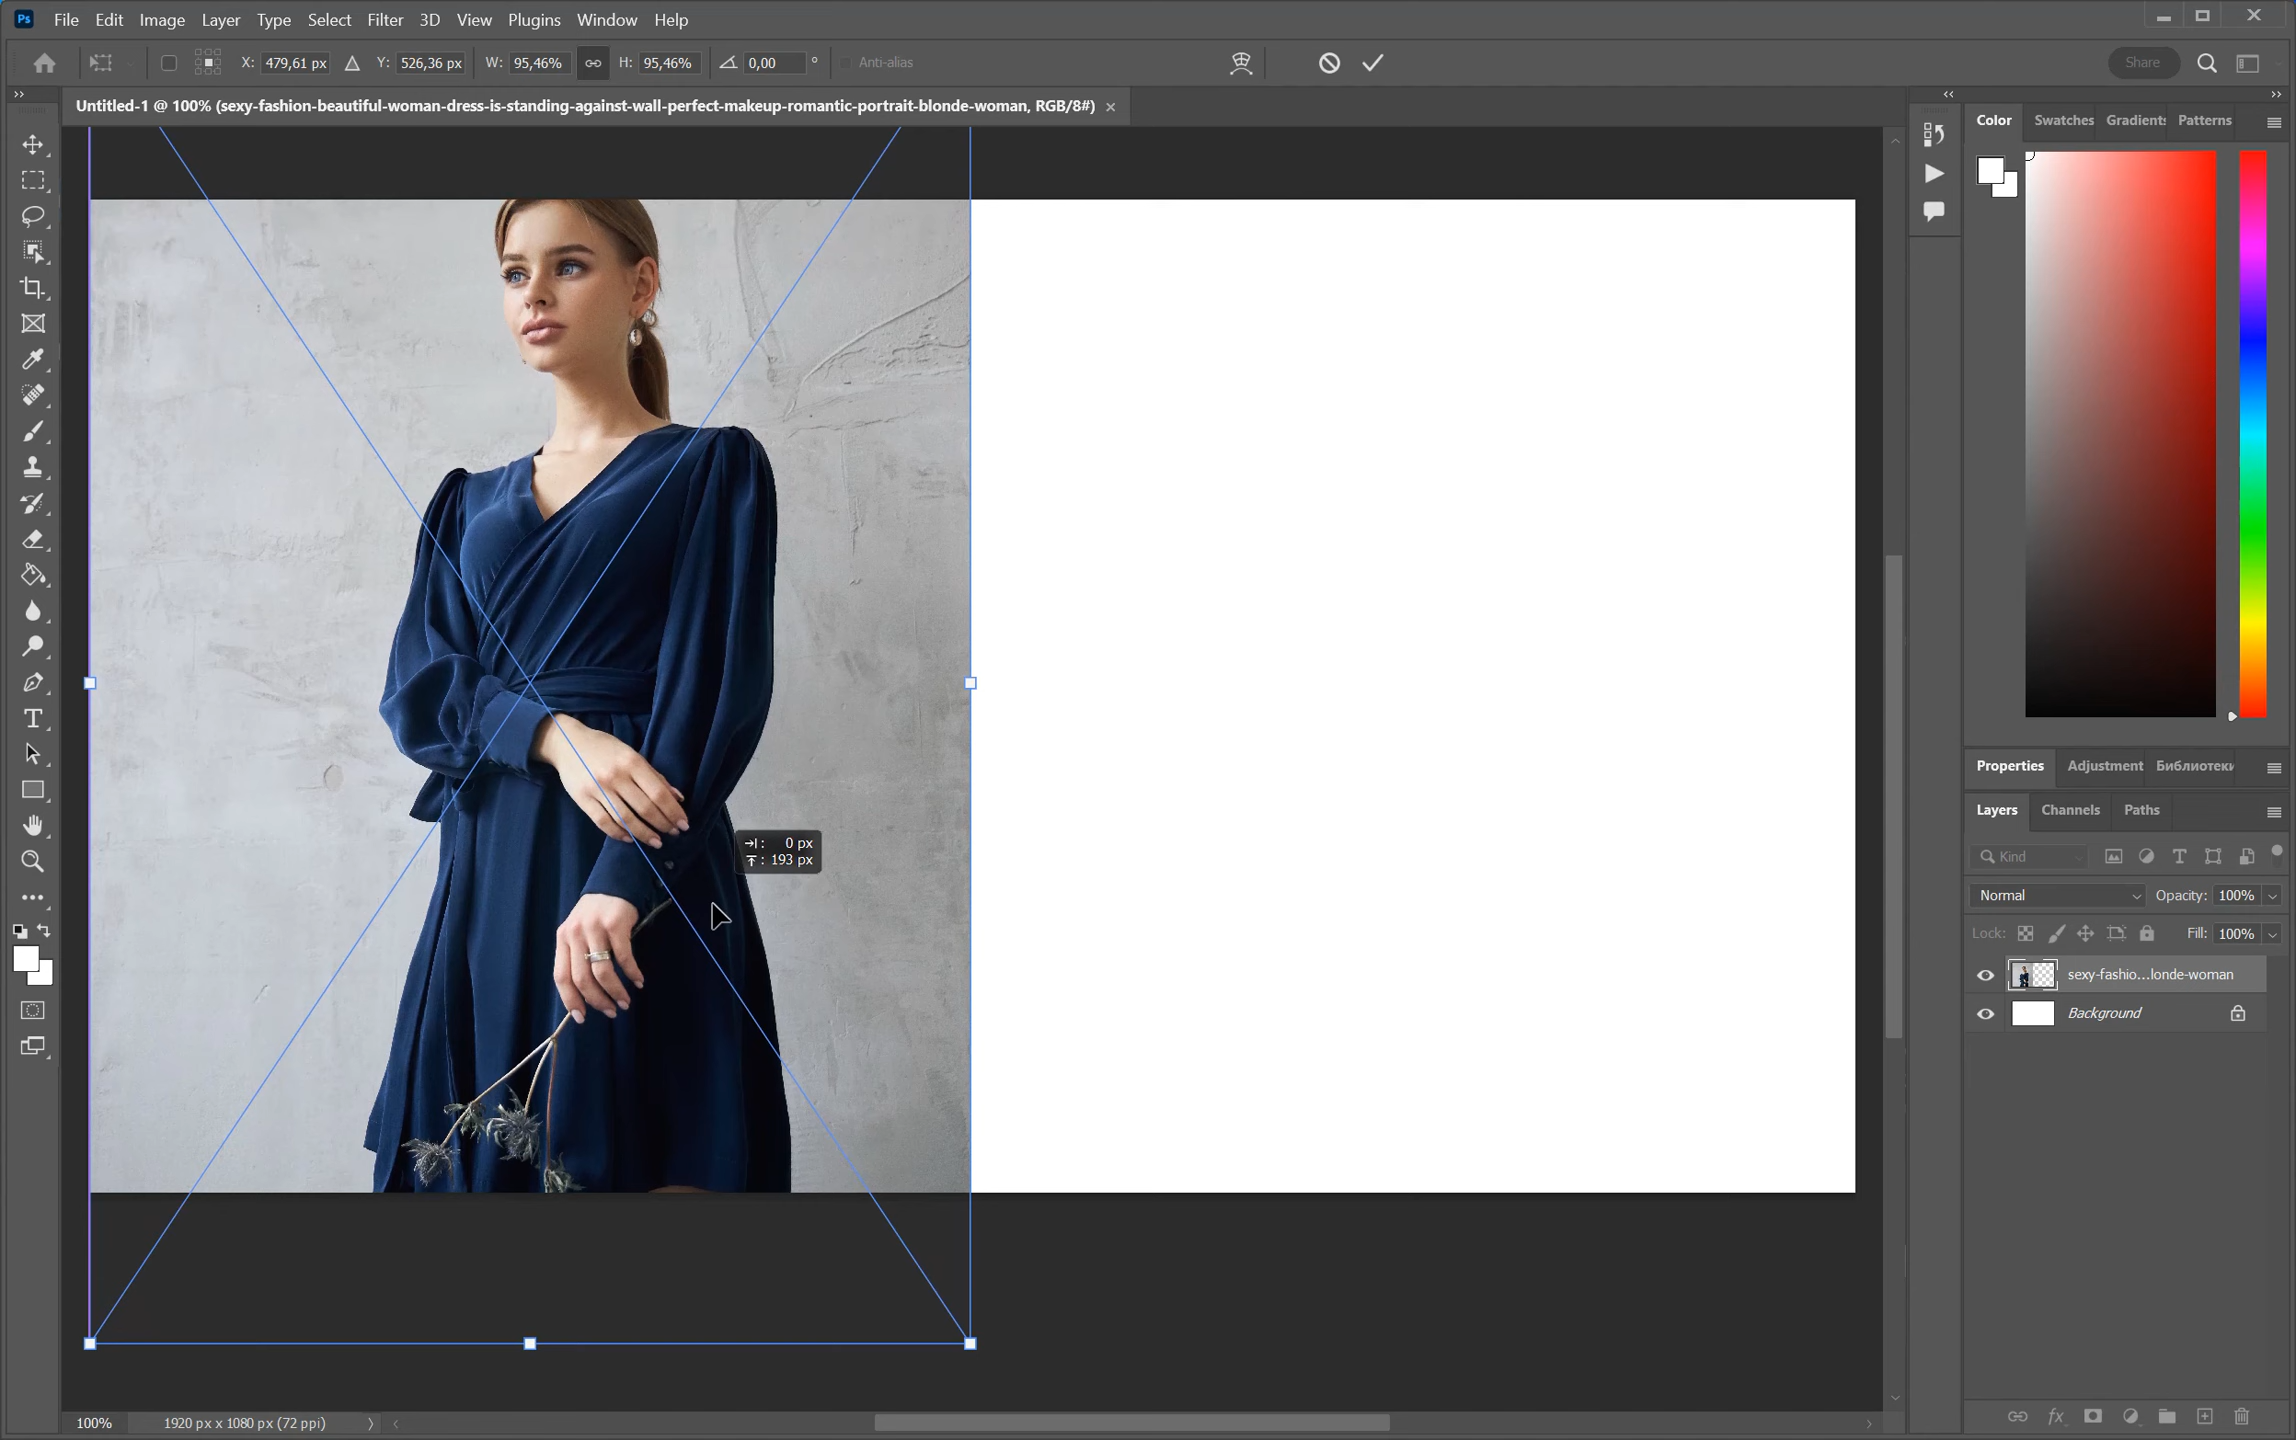 Ps File Edit Image Layer Type Select Filter 3D View Plugins Window Help
X: 479,61 px Y: 526,36 px W: 95,46% H: 95,46% 0,00 ° Anti-alias Share
Untitled-1 @ 100% (sexy-fashion-beautiful-woman-dress-is-standing-against-wall-perfect-makeup-romantic-portrait-blonde-woman, RGB/8#) ×
Color Swatches Gradients Patterns
: 0 px
: 193 px
Properties Adjustment Библиотеки
Layers Channels Paths
Kind
Normal Opacity: 100%
Lock: Fill: 100%
sexy-fashio...londe-woman
Background
fx
100% 1920 px x 1080 px (72 ppi)